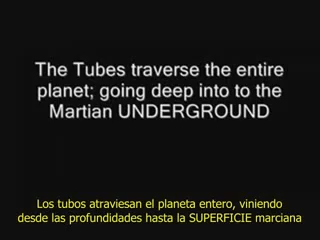 The Tubes traverse the entire
planet; going deep into to the
Martian UNDERGROUND
Los tubos atraviesan el planeta entero, viniendo
desde las profundidades hasta la SUPERFICIE marciana